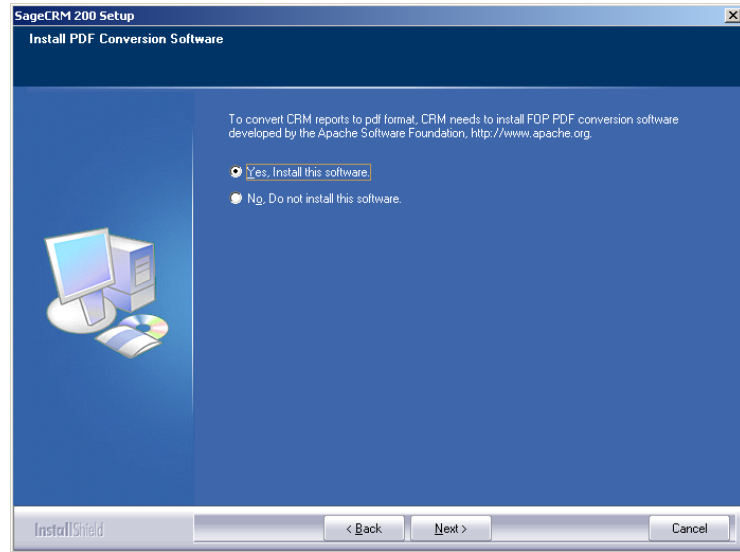 SageCRM 200 Setup
Install PDF Conversion Software
To convert CRM reports to pdf format, CRM needs to install FOP PDF conversion software
developed by the Apache Software Foundation, http://www.apache.org.
Yes, Install this software.
No, Do not install this software.
InstallShield
< Back
Next >
Cancel